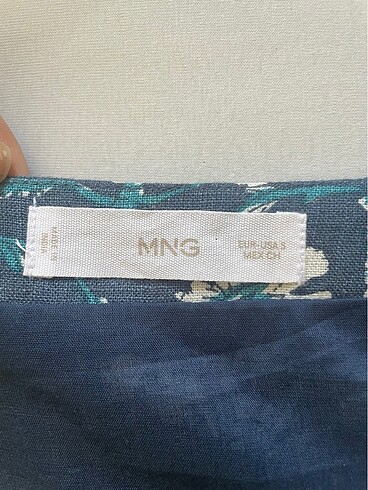 MADE IN
INDIA
MNG
EUR-USA S
MEX CH